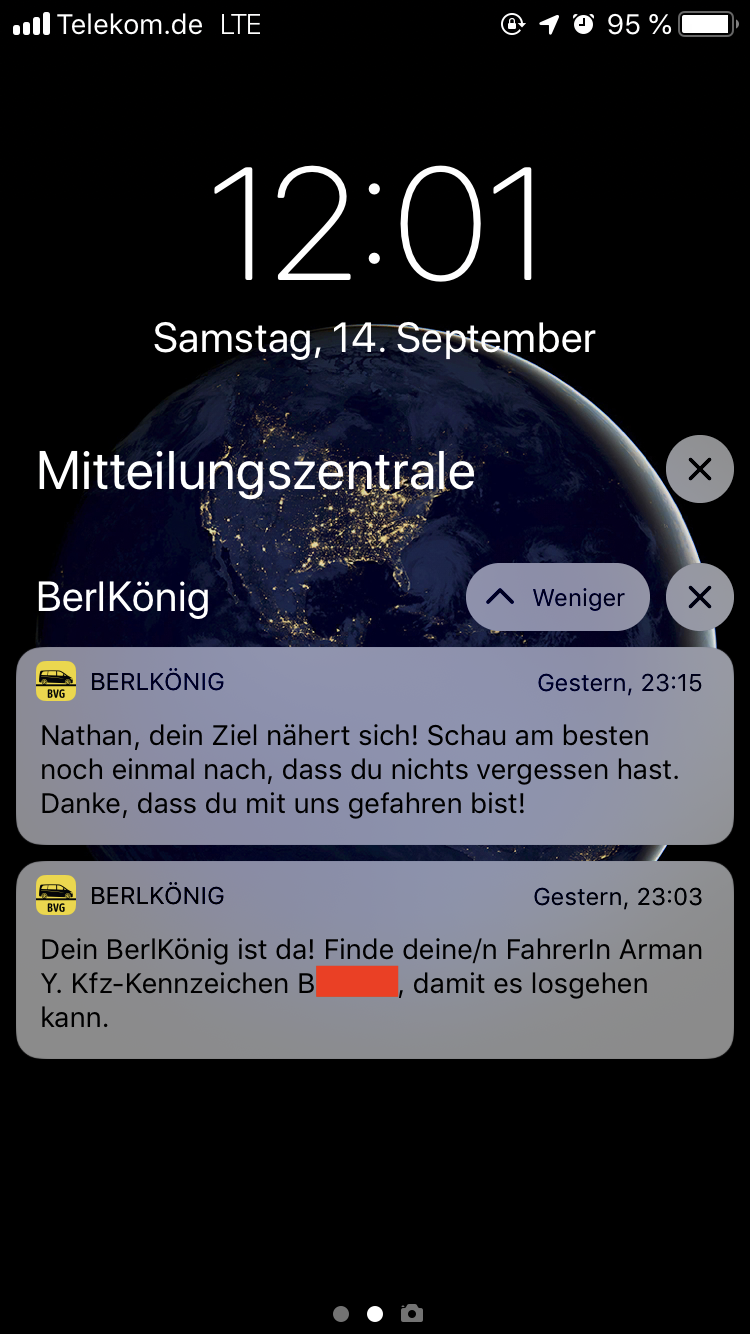 Telekom.de LTE 95 %
12:01
Samstag, 14. September
Mitteilungszentrale
BerlKönig Weniger
BVG BERLKÖNIG Gestern, 23:15
Nathan, dein Ziel nähert sich! Schau am besten
noch einmal nach, dass du nichts vergessen hast.
Danke, dass du mit uns gefahren bist!
BVG BERLKÖNIG Gestern, 23:03
Dein BerlKönig ist da! Finde deine/n FahrerIn Arman
Y. Kfz-Kennzeichen B, damit es losgehen
kann.